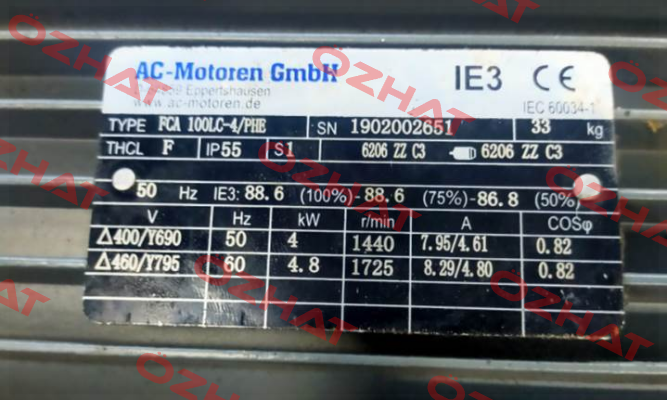 AC-Motoren GmbH IE3 CE
Eppertshausen IEC 60034-1
www.ac-motoren.de
TYPE FCA 100LC-4/PHE SN 1902002651 33 kg
THCL F IP55 S1 6206 ZZ C3 6206 ZZ C3
50 Hz IE3: 88.6 (100%)-88.6 (75%)-86.8 (50%)
V Hz kW r/min A COSφ
△400/Y690 50 4 1440 7.95/4.61 0.82
△460/Y795 60 4.8 1725 8.29/4.80 0.82
OZHAT
OZHAT
OZHAT
OZHAT
OZHAT
OZHAT